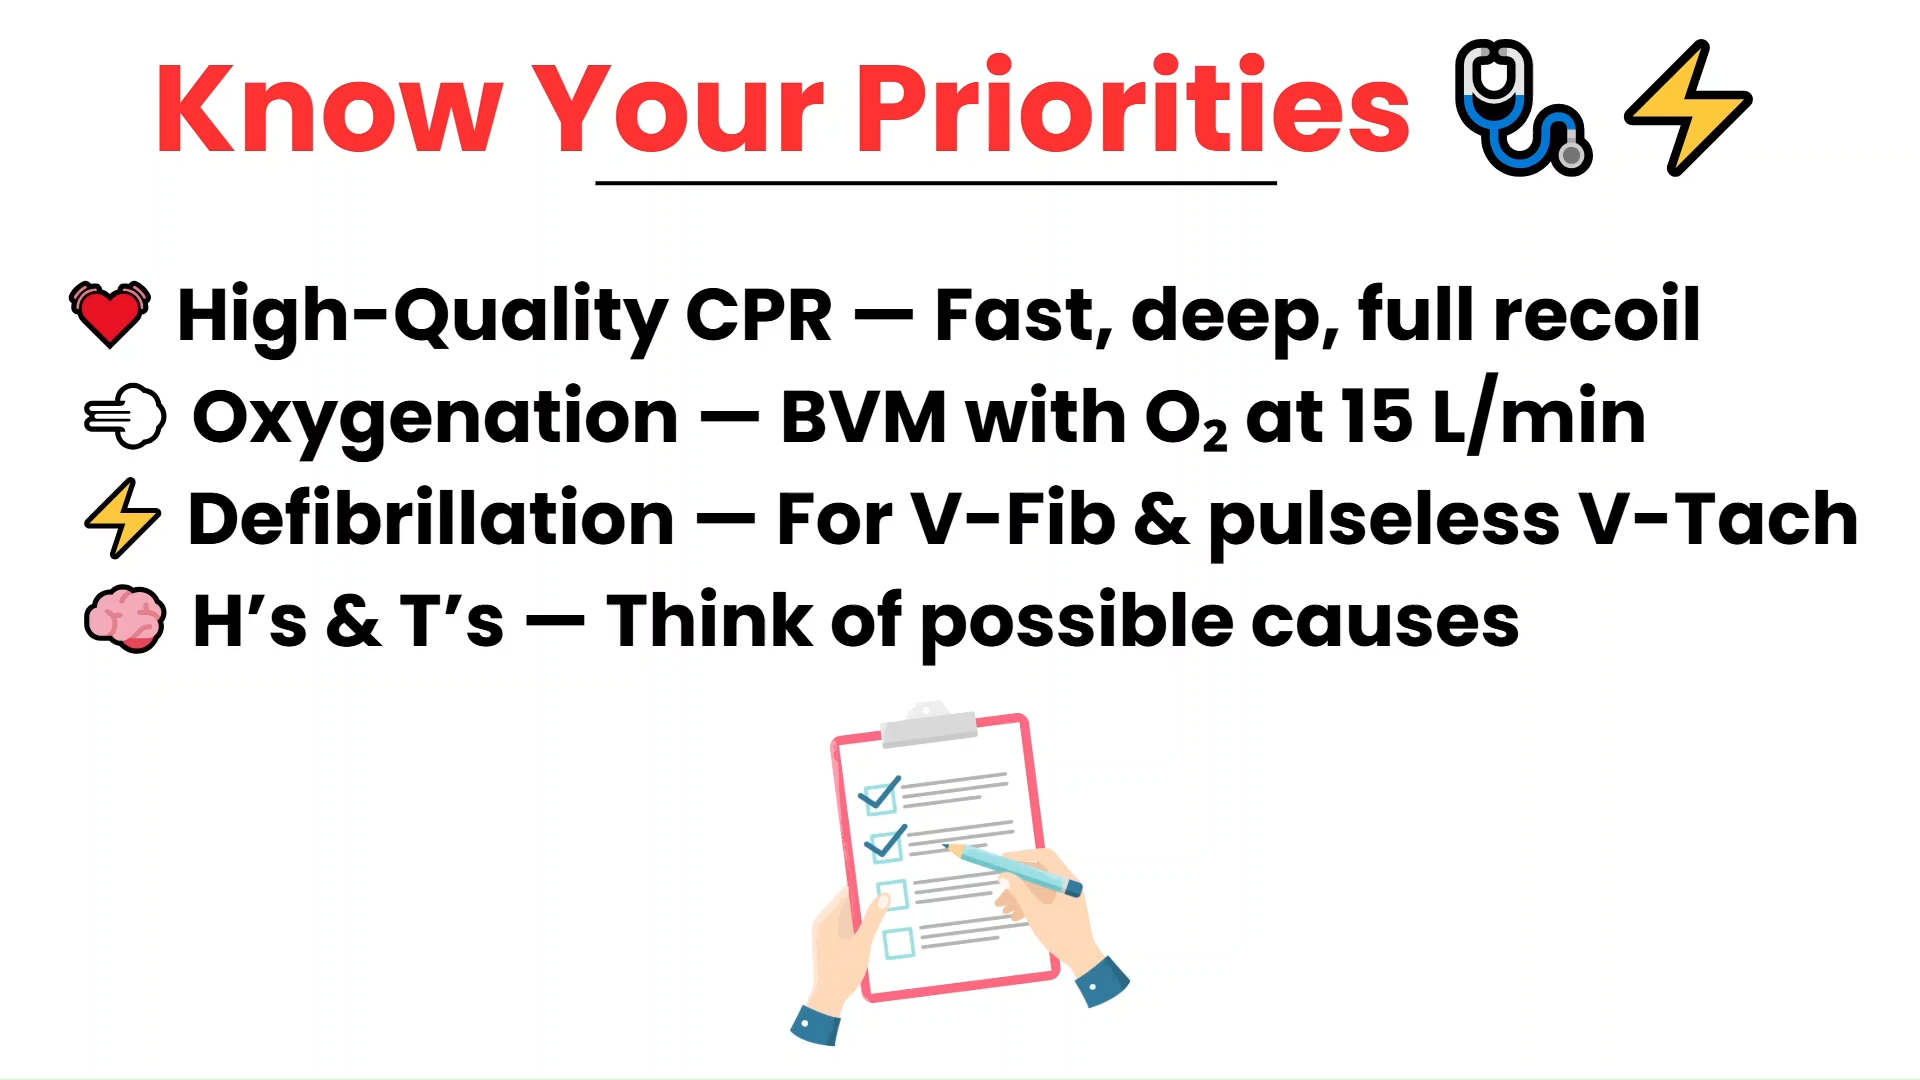 Know Your Priorities 🩺⚡
💓 High-Quality CPR — Fast, deep, full recoil
💨 Oxygenation — BVM with O₂ at 15 L/min
⚡ Defibrillation — For V-Fib & pulseless V-Tach
🧠 H’s & T’s — Think of possible causes